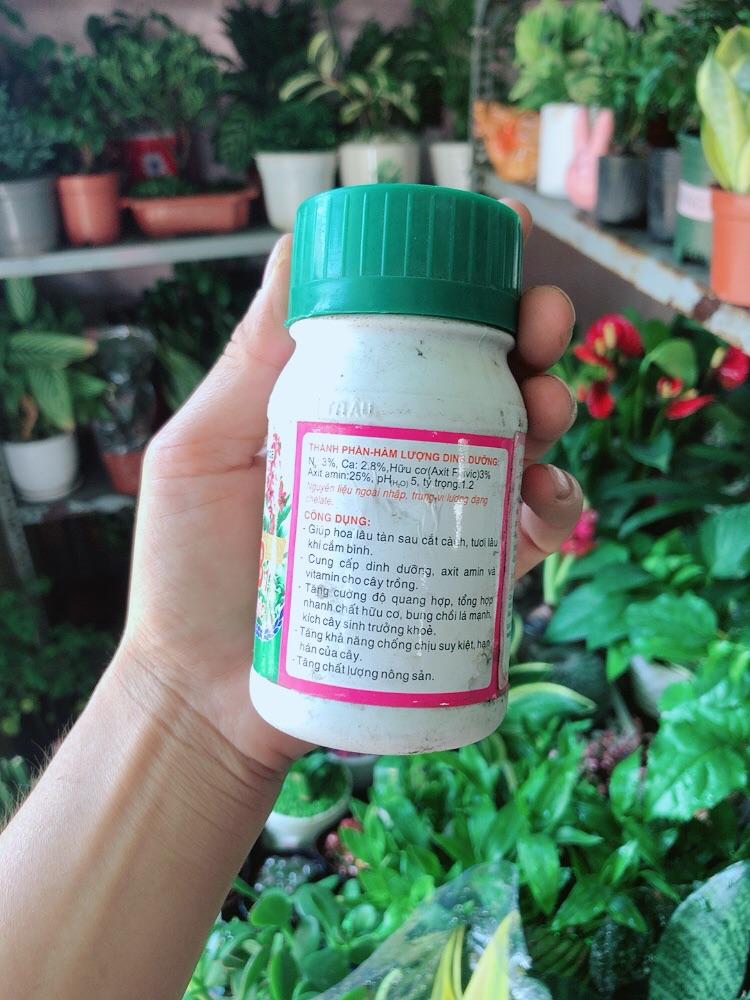 THÀNH PHẦN-HÀM LƯỢNG DINH DƯỠNG:
N 3%, Ca: 2.8%,Hữu cơ(Axit Fulvic)3%
Axit amin:25%, pH(H₂O) 5, tỷ trọng:1.2
Nguyên liệu ngoại nhập, trung-vi lượng dạng
chelate.
CÔNG DỤNG:
- Giúp hoa lâu tàn sau cắt cành, tươi lâu
khi cắm bình.
- Cung cấp dinh dưỡng, axit amin và
vitamin cho cây trồng.
- Tăng cường độ quang hợp, tổng hợp
nhanh chất hữu cơ, bung chồi lá mạnh,
kích cây sinh trưởng khoẻ.
- Tăng khả năng chống chịu suy kiệt, hạn
hán của cây.
- Tăng chất lượng nông sản.